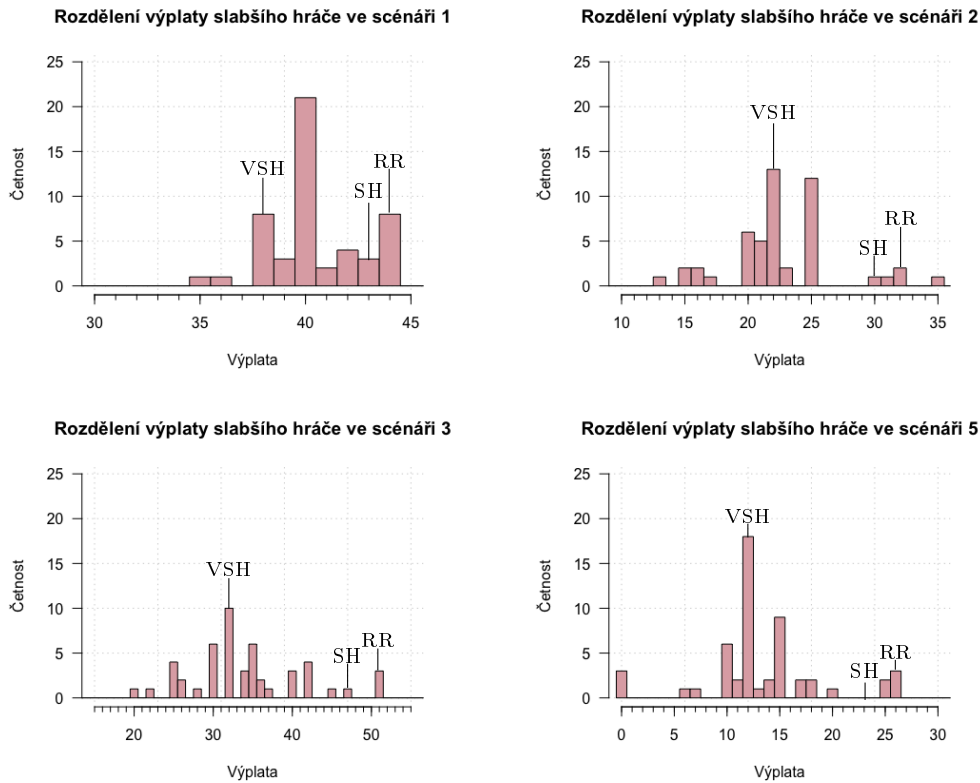 Rozdělení výplaty slabšího hráče ve scénáři 1
25
20
15
10
5
0
Četnost
VSH
SH
RR
30
35
40
45
Výplata
Rozdělení výplaty slabšího hráče ve scénáři 2
25
20
15
10
5
0
Četnost
VSH
SH
RR
10
15
20
25
30
35
Výplata
Rozdělení výplaty slabšího hráče ve scénáři 3
25
20
15
10
5
0
Četnost
VSH
SH
RR
20
30
40
50
Výplata
Rozdělení výplaty slabšího hráče ve scénáři 5
25
20
15
10
5
0
Četnost
VSH
SH
RR
0
5
10
15
20
25
30
Výplata